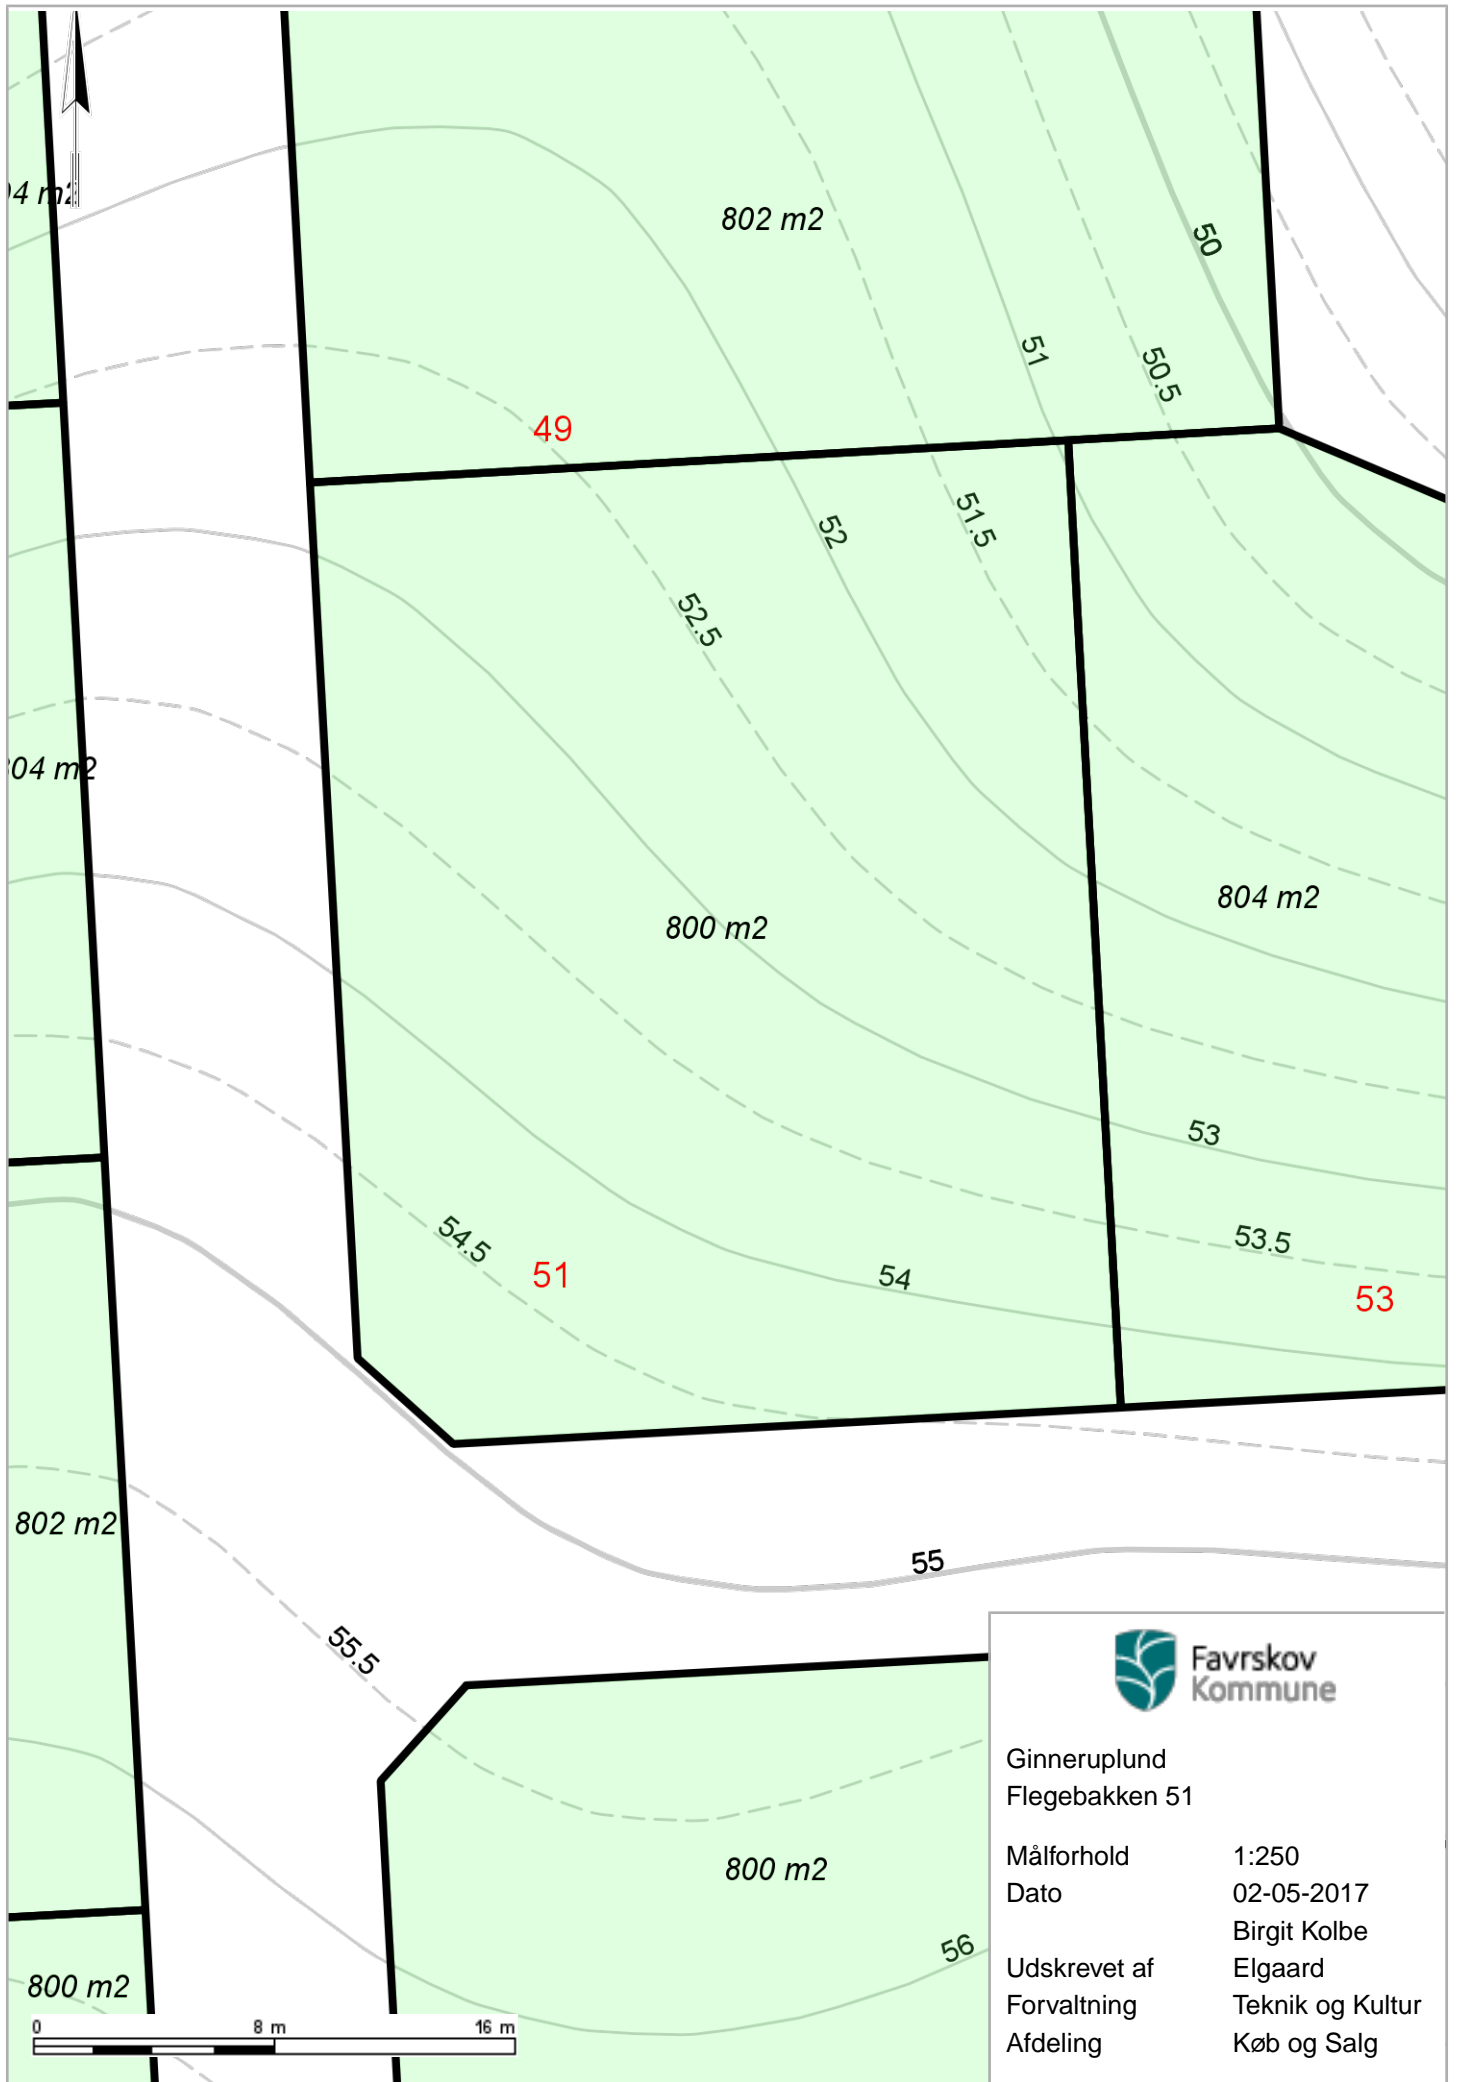 802 m2
50
51
50.5
49
52
51.5
52.5
804 m2
800 m2
53
53.5
54.5
51
54
53
802 m2
55
55.5
Favrskov
Kommune
Ginneruplund
Flegebakken 51
Målforhold 1:250
Dato 02-05-2017
Birgit Kolbe
Udskrevet af Elgaard
Forvaltning Teknik og Kultur
Afdeling Køb og Salg
800 m2
56
800 m2
0 8 m 16 m